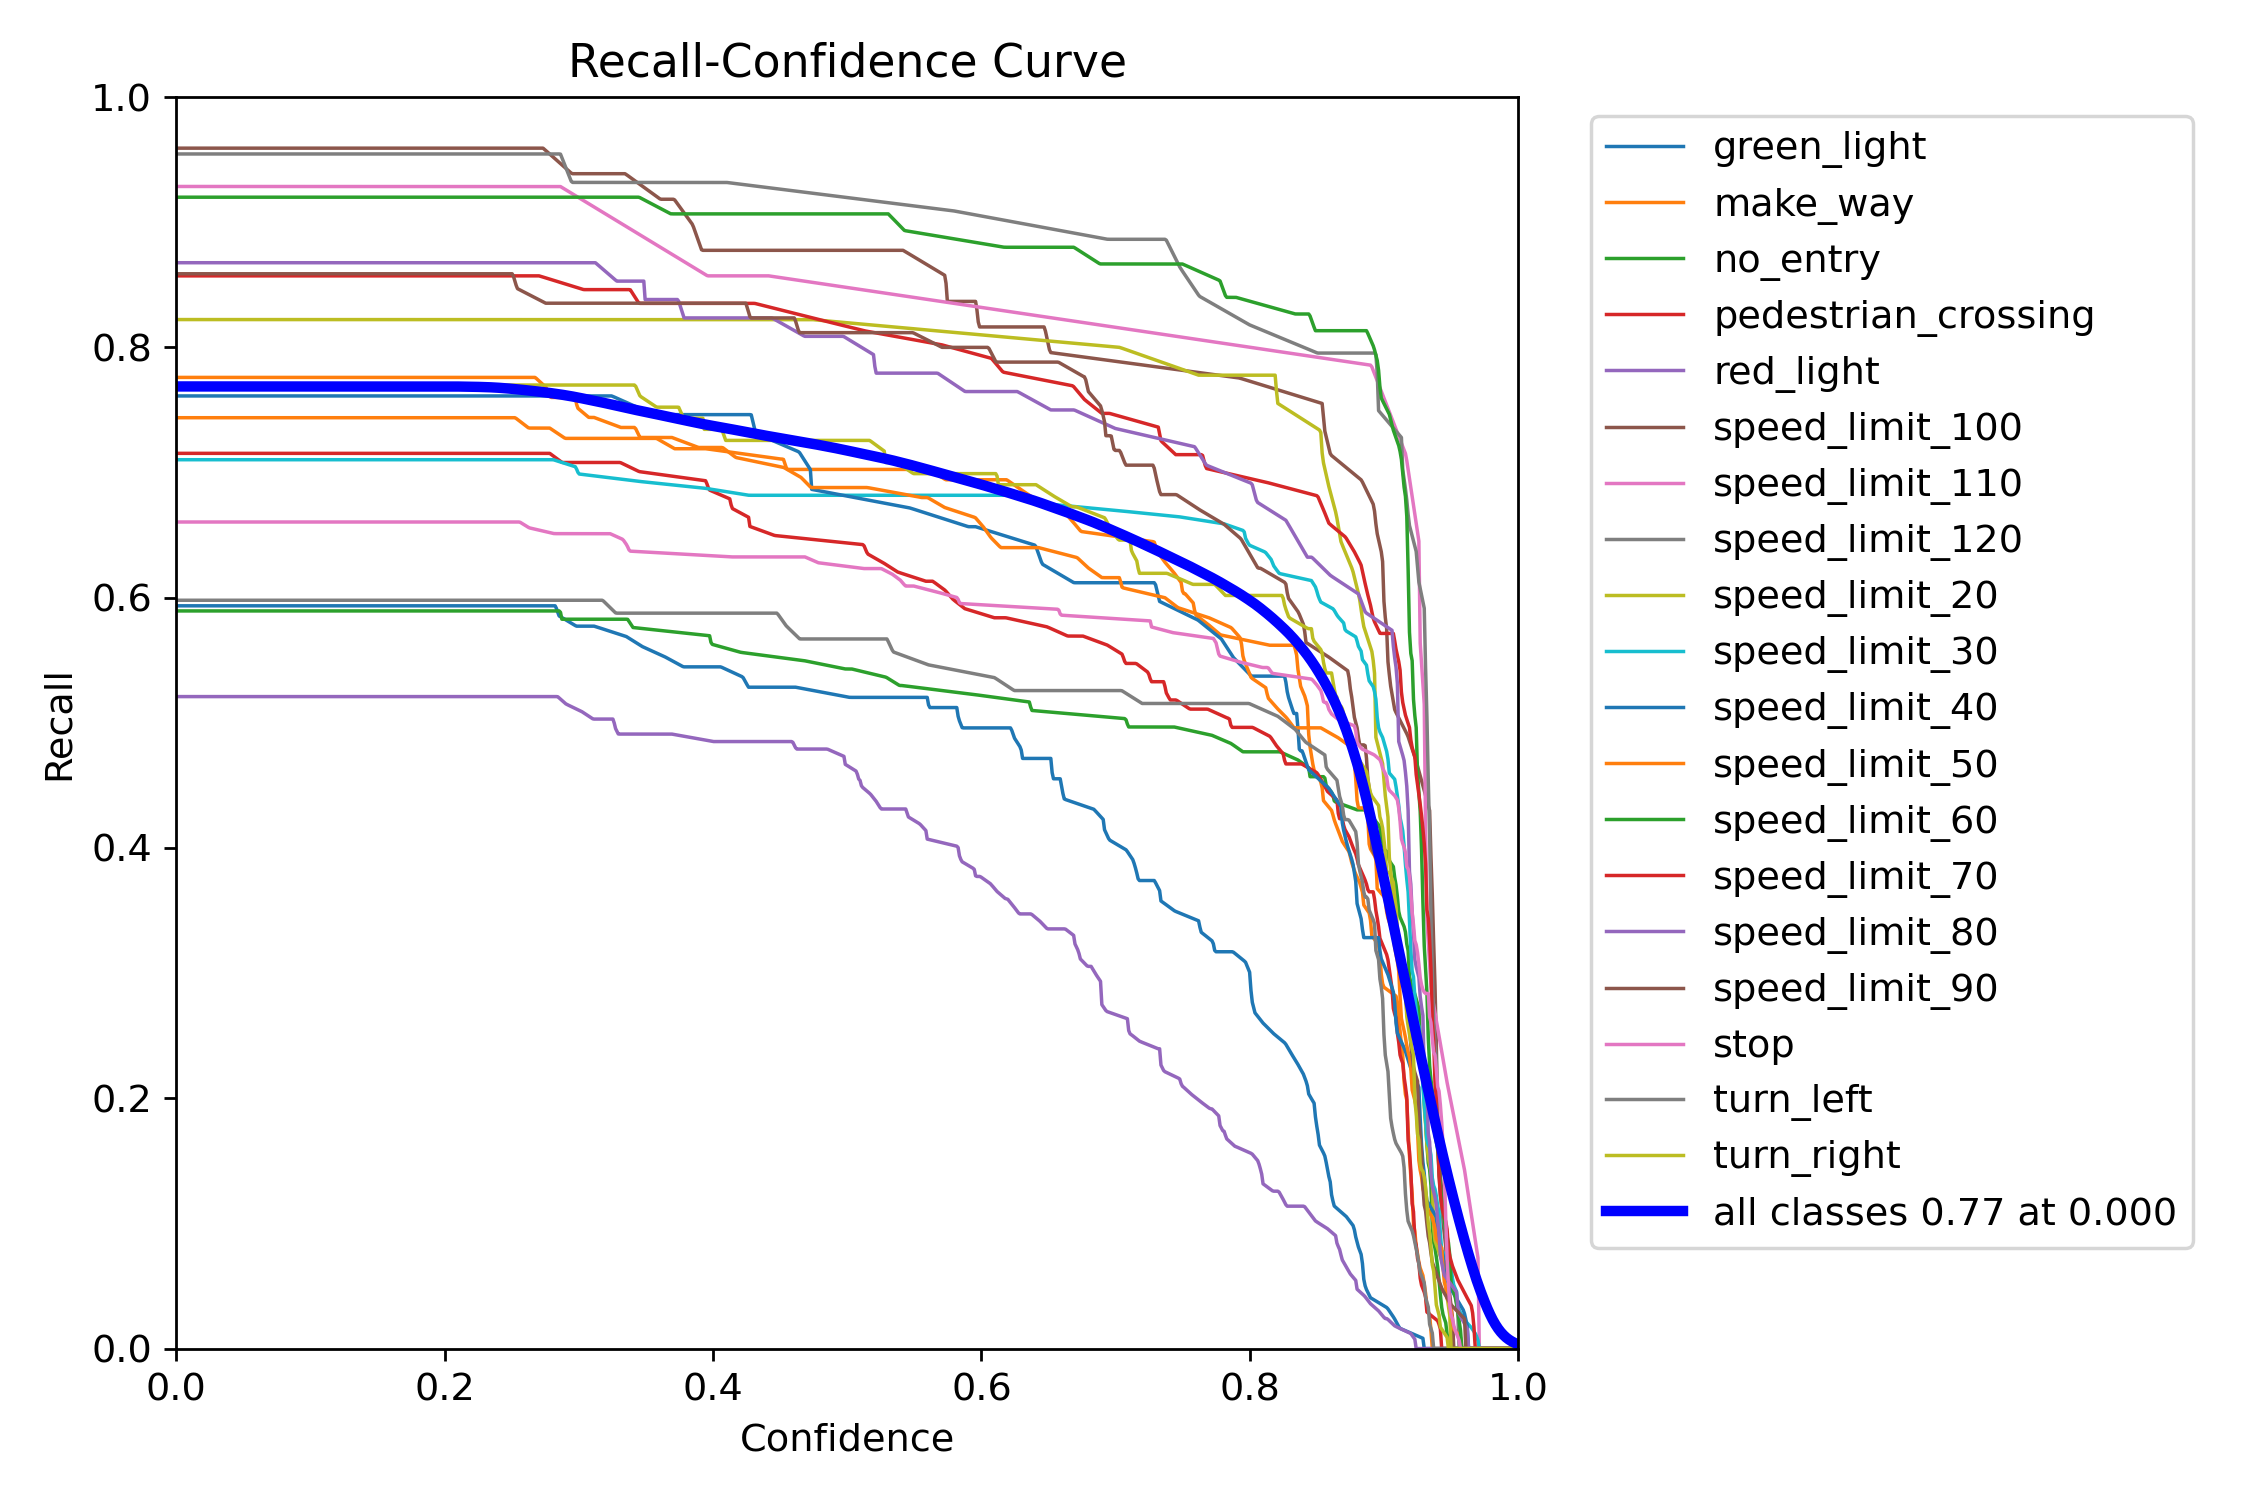 Recall-Confidence Curve
1.0
0.8
0.6
0.4
0.2
0.0
Recall
0.0 0.2 0.4 0.6 0.8 1.0
Confidence
green_light
make_way
no_entry
pedestrian_crossing
red_light
speed_limit_100
speed_limit_110
speed_limit_120
speed_limit_20
speed_limit_30
speed_limit_40
speed_limit_50
speed_limit_60
speed_limit_70
speed_limit_80
speed_limit_90
stop
turn_left
turn_right
all classes 0.77 at 0.000